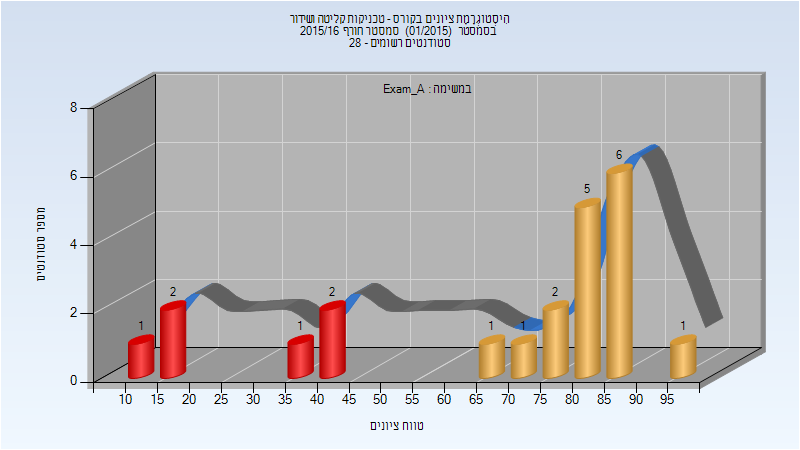 היסטוגרמת ציונים בקורס - טכניקות קליטה ושידור
בסמסטר (01/2015) סמסטר חורף 2015/16
סטודנטים רשומים - 28
במשימה : Exam_A
מספר סטודנטים
8
6
4
2
0
1
2
1
2
1
1
2
5
6
1
10 15 20 25 30 35 40 45 50 55 60 65 70 75 80 85 90 95
טווח ציונים